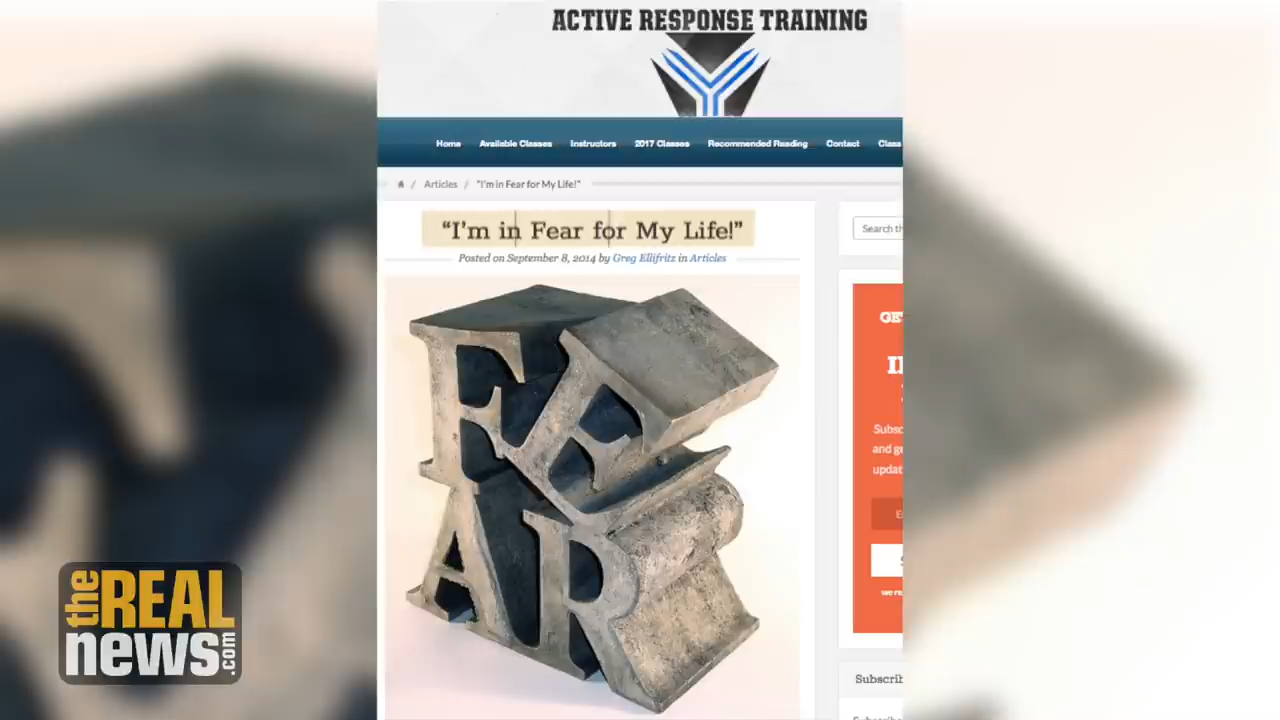 ACTIVE RESPONSE TRAINING
Home Available Classes Instructors 2017 Classes Recommended Reading Contact Class
/ Articles / "I'm in Fear for My Life!"
"I'm in Fear for My Life!"
Posted on September 8, 2014 by Greg Ellifritz in Articles
Search
FE
AR
Subscrib
the REAL
news.com